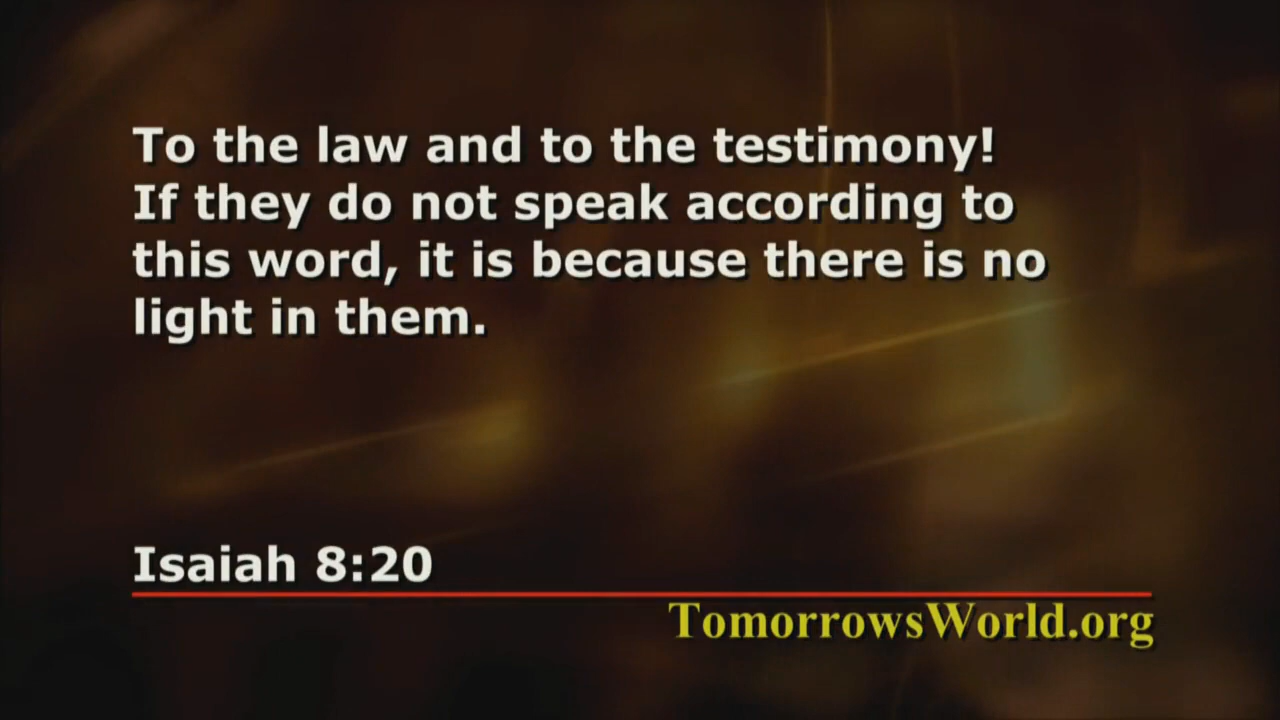 To the law and to the testimony!
If they do not speak according to
this word, it is because there is no
light in them.
Isaiah 8:20
TomorrowsWorld.org